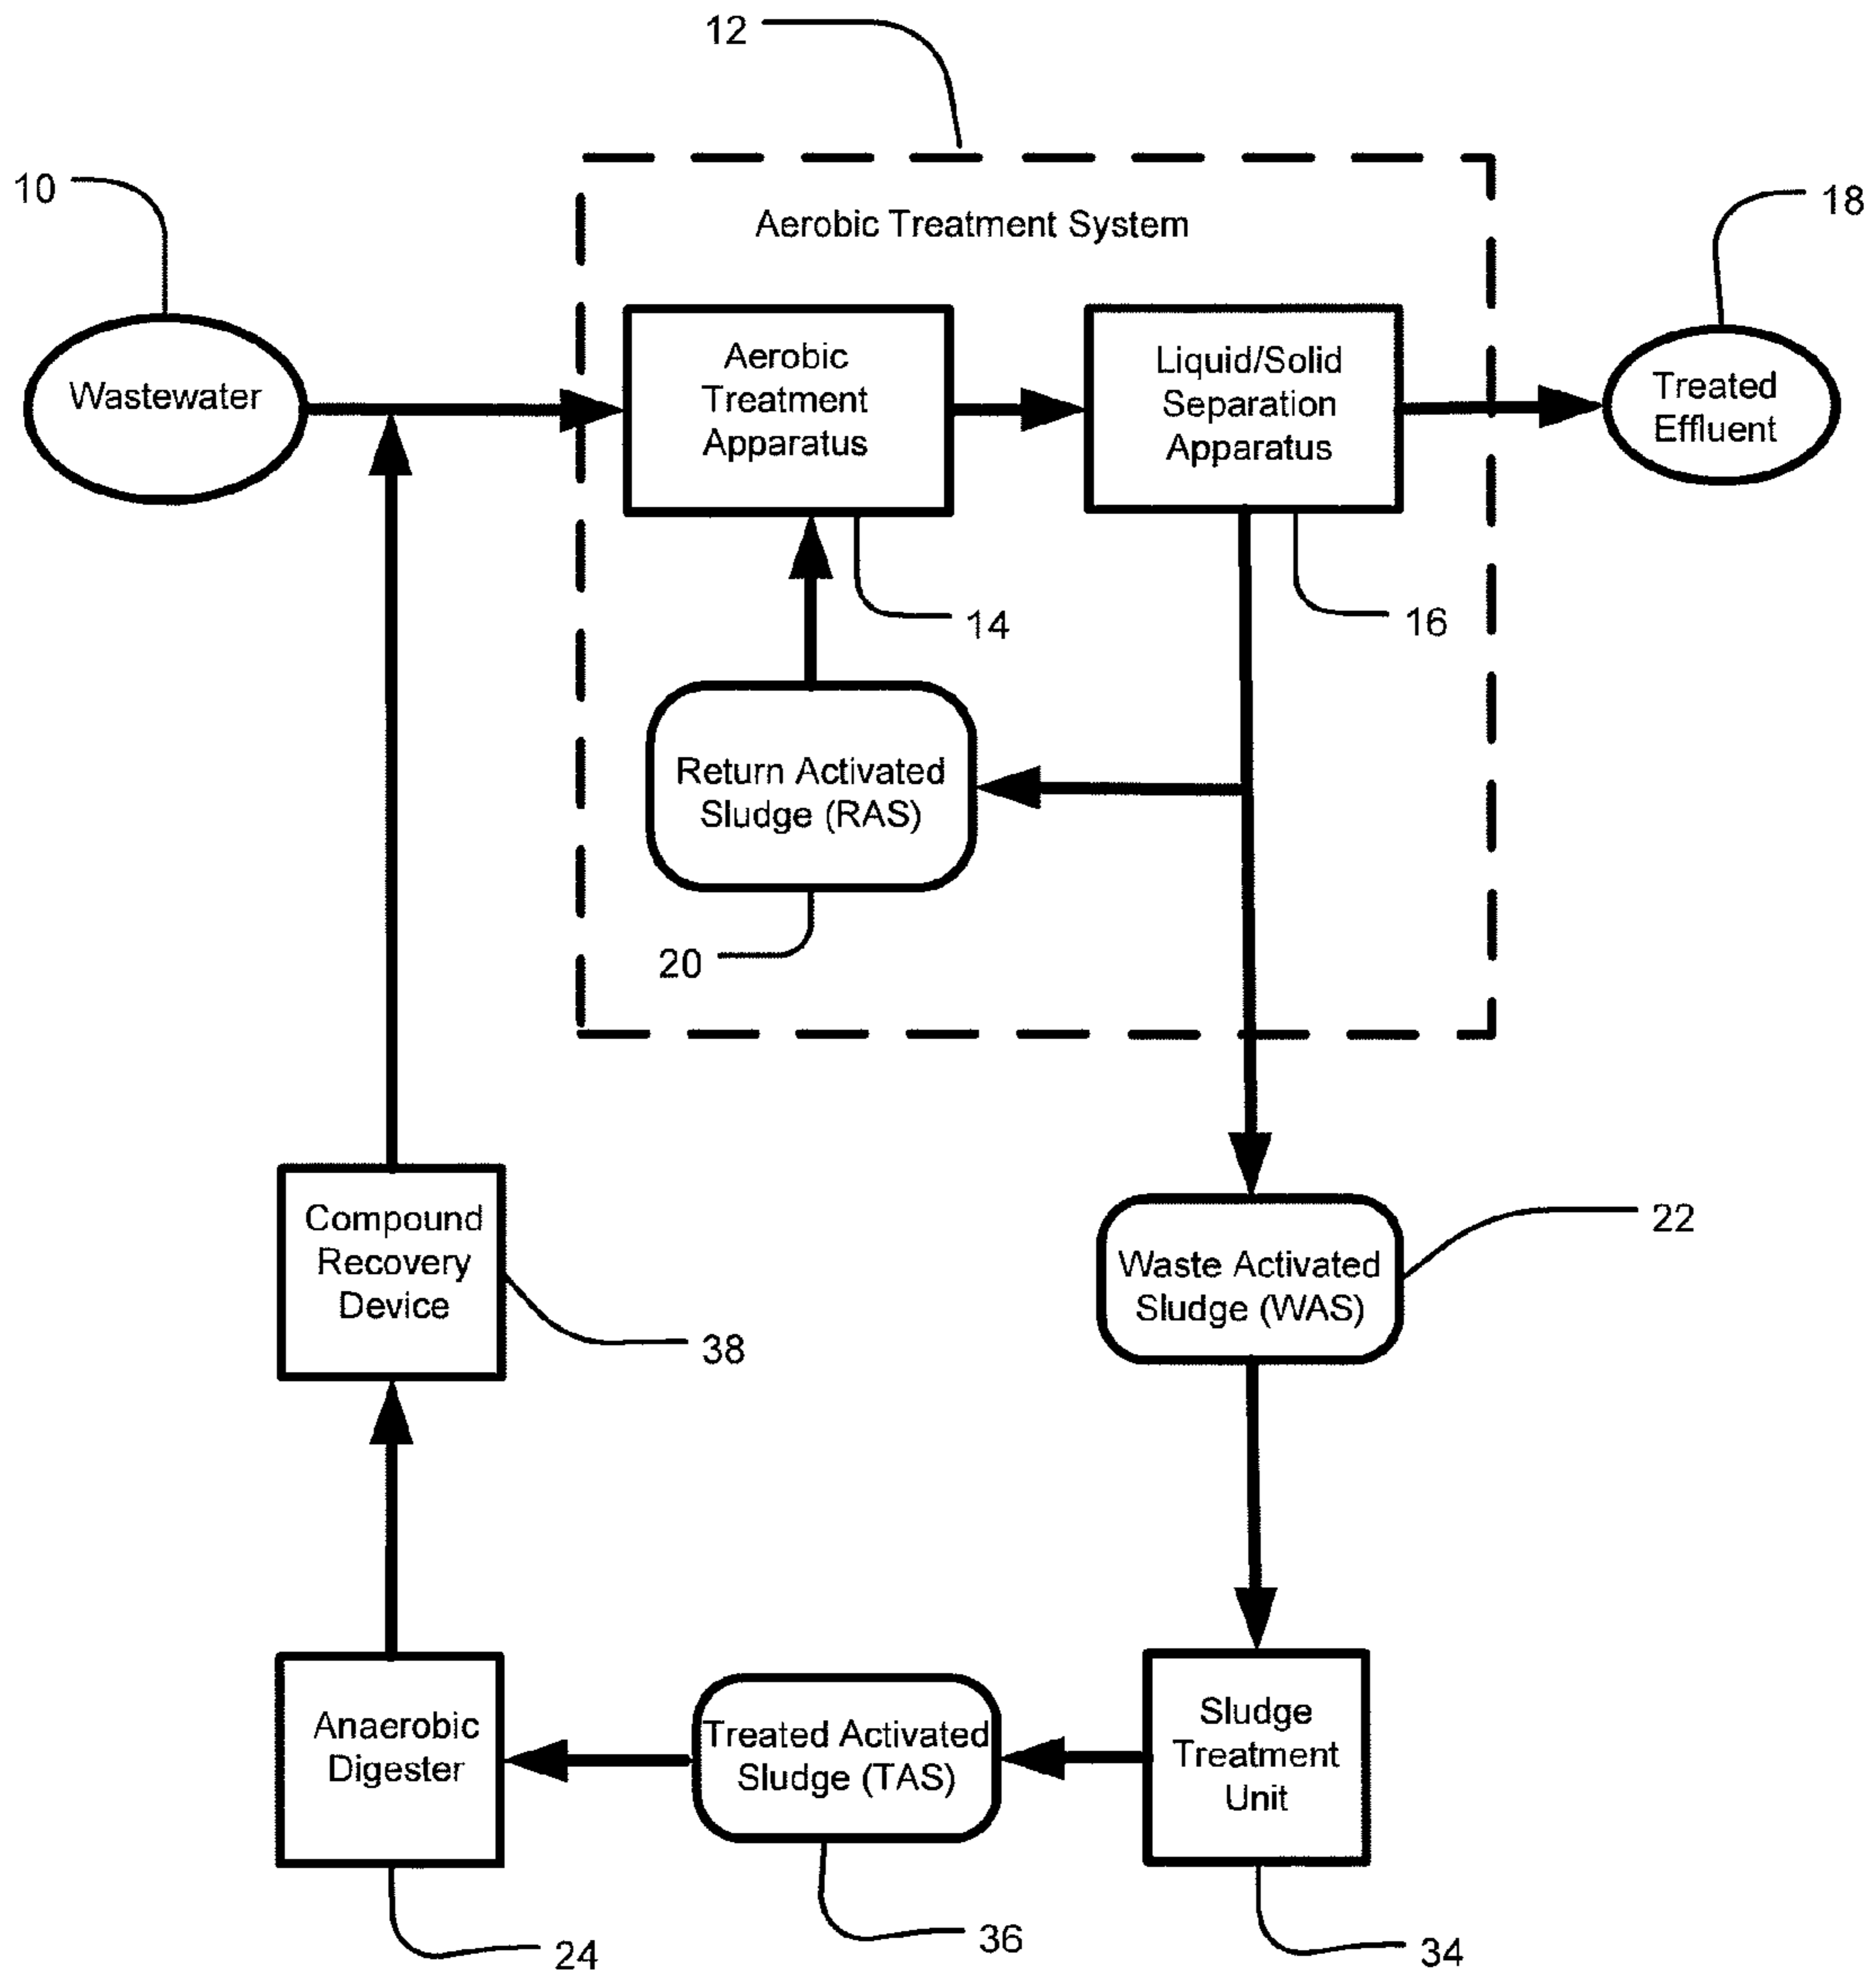 12
10
18
Aerobic Treatment System
Wastewater
Aerobic
Treatment
Apparatus
Liquid/Solid
Separation
Apparatus
Treated
Effluent
14
16
Return Activated
Sludge (RAS)
20
Compound
Recovery
Device
38
Waste Activated
Sludge (WAS)
22
Anaerobic
Digester
Treated Activated
Sludge (TAS)
Sludge
Treatment
Unit
24
36
34